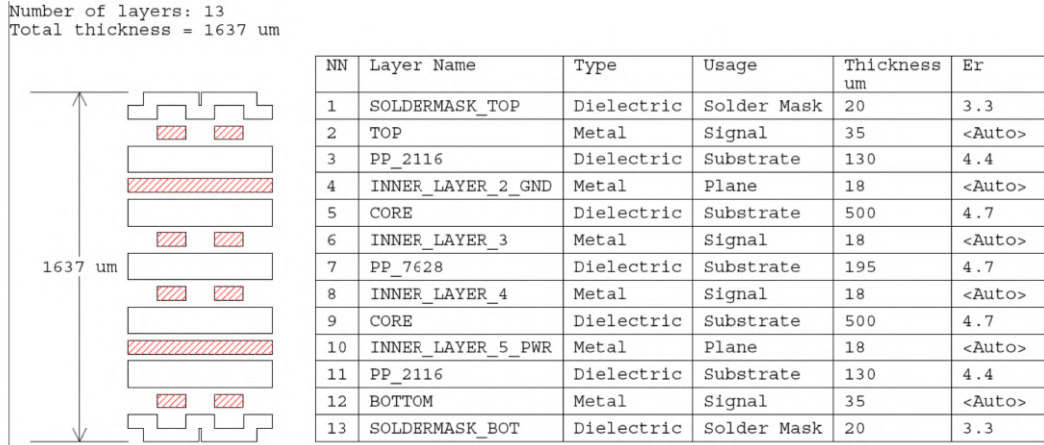 Number of layers: 13
Total thickness = 1637 um
NN Layer Name Type Usage Thickness um Er
1 SOLDERMASK_TOP Dielectric Solder Mask 20 3.3
2 TOP Metal Signal 35 <Auto>
3 PP_2116 Dielectric Substrate 130 4.4
4 INNER_LAYER_2_GND Metal Plane 18 <Auto>
5 CORE Dielectric Substrate 500 4.7
6 INNER_LAYER_3 Metal Signal 18 <Auto>
7 PP_7628 Dielectric Substrate 195 4.7
8 INNER_LAYER_4 Metal Signal 18 <Auto>
9 CORE Dielectric Substrate 500 4.7
10 INNER_LAYER_5_PWR Metal Plane 18 <Auto>
11 PP_2116 Dielectric Substrate 130 4.4
12 BOTTOM Metal Signal 35 <Auto>
13 SOLDERMASK_BOT Dielectric Solder Mask 20 3.3
1637 um